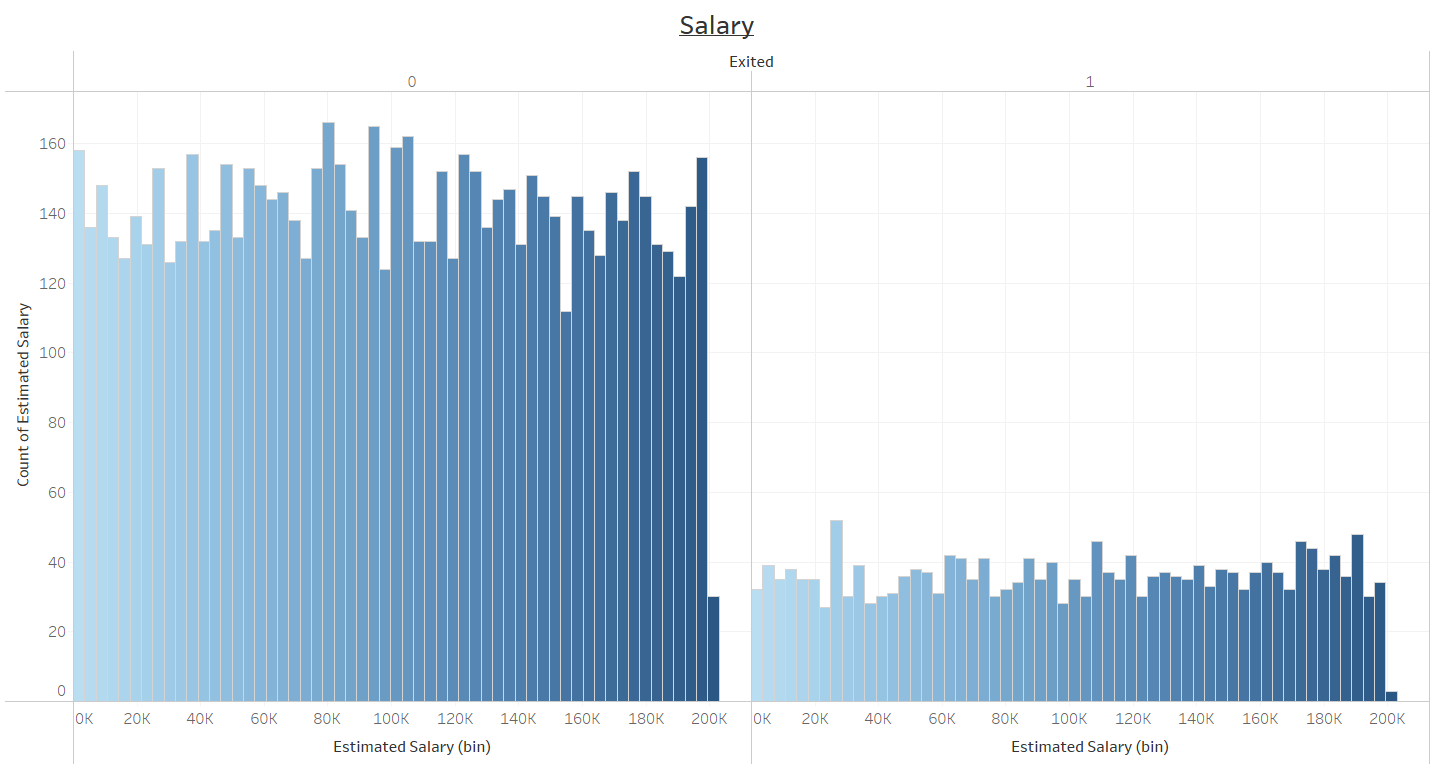 Salary
Exited
0 1
160
140
120
100
80
60
40
20
0
Count of Estimated Salary
0K 20K 40K 60K 80K 100K 120K 140K 160K 180K 200K 0K 20K 40K 60K 80K 100K 120K 140K 160K 180K 200K
Estimated Salary (bin) Estimated Salary (bin)